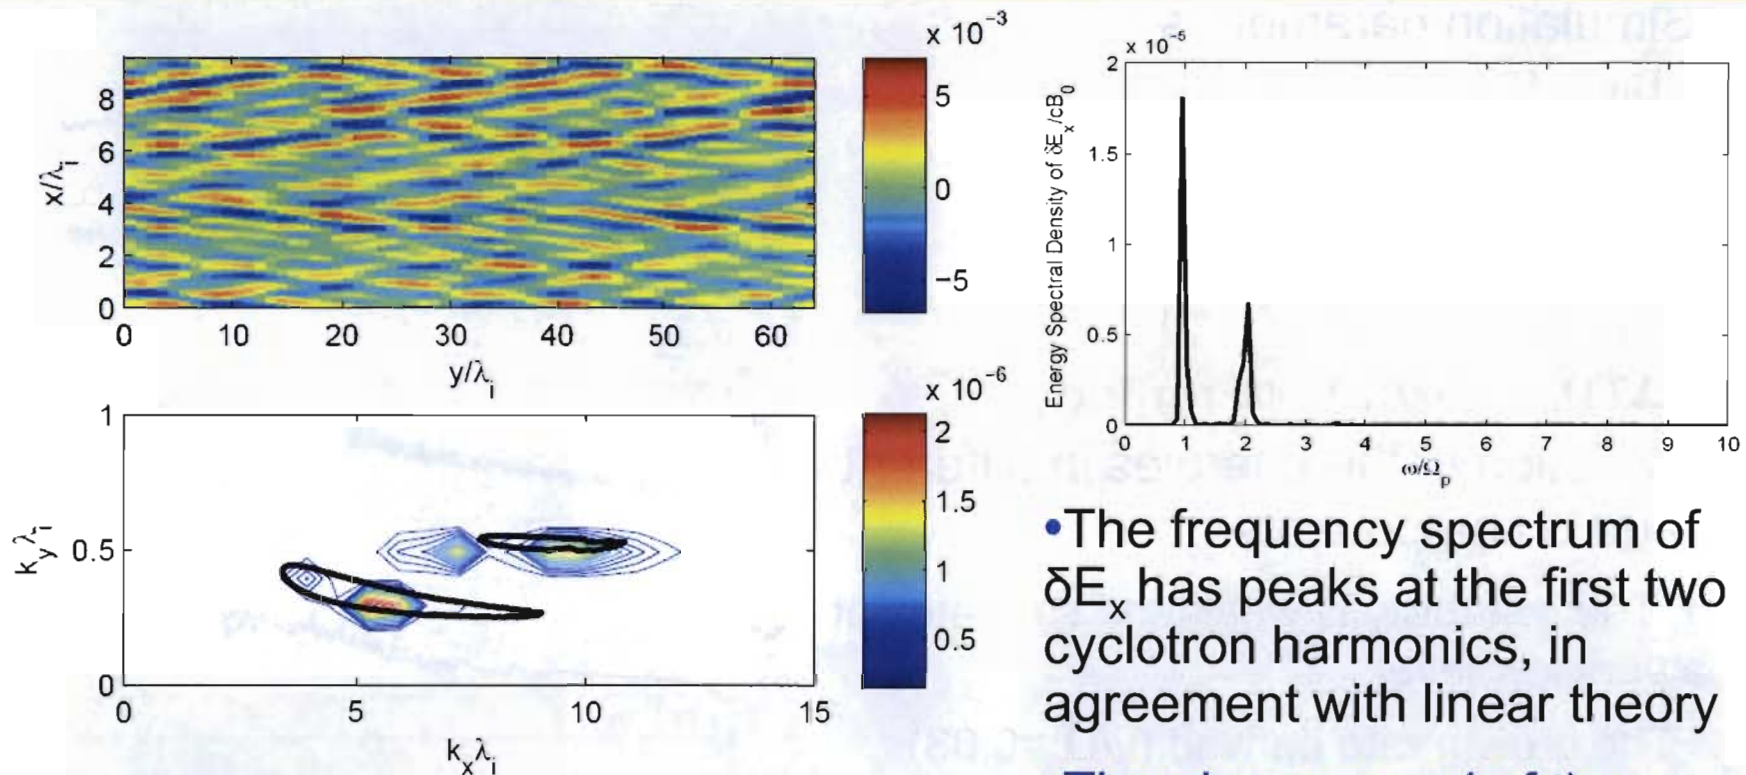 x 10⁻³
8
6
4
2
0
x/λᵢ
5
0
−5
0 10 20 30 40 50 60
y/λᵢ
x 10⁻⁶
1
0.5
0
k_yλᵢ
2
1.5
1
0.5
0 5 10 15
k_xλᵢ
x 10⁻⁵
2
1.5
1
0.5
0
Energy Spectral Density of δE_x/cB₀
0 1 2 3 4 5 6 7 8 9 10
ω/Ω_p
•The frequency spectrum of
δEₓ has peaks at the first two
cyclotron harmonics, in
agreement with linear theory